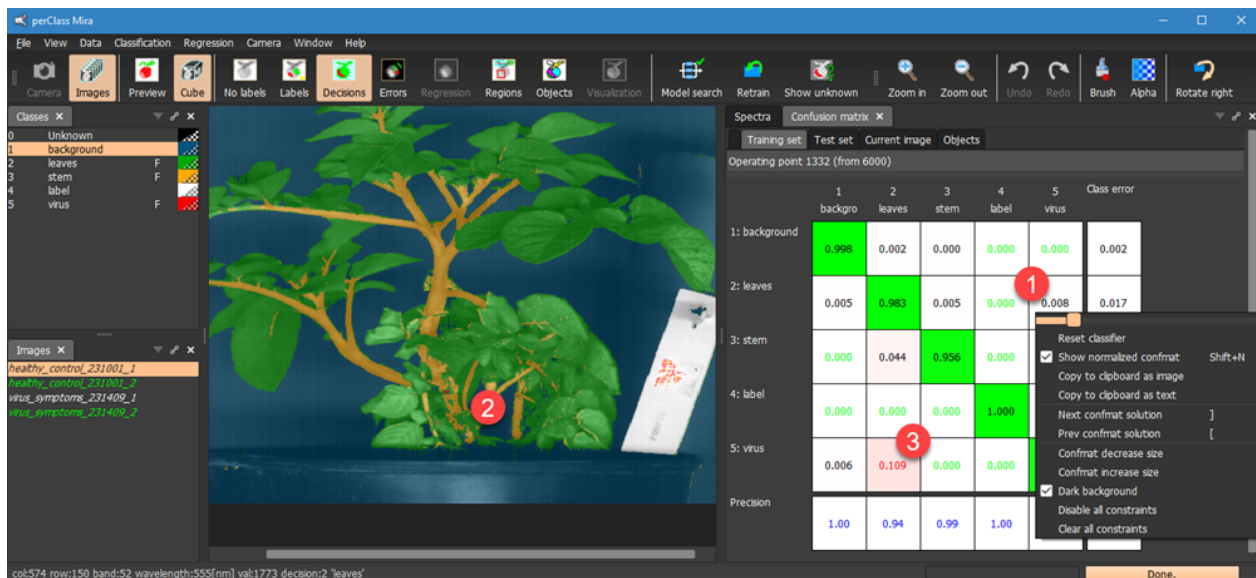 perClass Mira
File View Data Classification Regression Camera Window Help
Camera Images Preview Cube No labels Labels Decisions Errors Regression Regions Objects Visualization Model search Retrain Show unknown Zoom in Zoom out Undo Redo Brush Alpha Rotate right
Classes
0 Unknown
1 background
2 leaves F
3 stem F
4 label
5 virus F
Images
healthy_control_231001_1
healthy_control_231001_2
virus_symptoms_231409_1
virus_symptoms_231409_2
2
Spectra Confusion matrix
Training set Test set Current image Objects
Operating point 1332 (from 6000)
1 2 3 4 5 Class error
backgro leaves stem label virus
1: background 0.998 0.002 0.000 0.000 0.000 0.002
1
2: leaves 0.005 0.983 0.005 0.000 0.008 0.017
3: stem 0.000 0.044 0.956 0.000
4: label 0.000 0.000 0.000 1.000
3
5: virus 0.006 0.109 0.000 0.000
Precision 1.00 0.94 0.99 1.00
Reset classifier
Show normalized confmat Shift+N
Copy to clipboard as image
Copy to clipboard as text
Next confmat solution ]
Prev confmat solution [
Confmat decrease size
Confmat increase size
Dark background
Disable all constraints
Clear all constraints
col:574 row:150 band:52 wavelength:555[nm] val:1773 decision:2 'leaves'
Done.